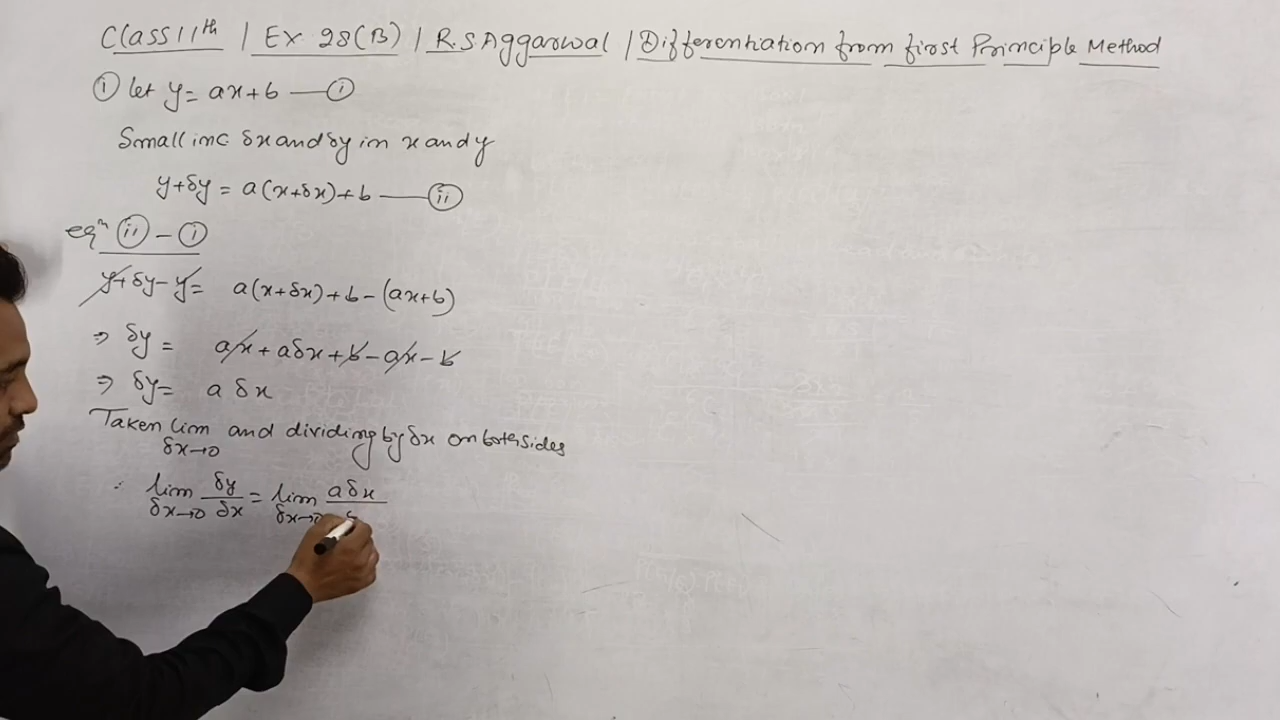 Class 11th / Ex 28(B) / R.S Aggarwal / Differentiation from first Principle Method
① let y = ax+b —— ①
Small inc δx and δy in x and y
y+δy = a(x+δx)+b —— ⓘⓘ
eqn ⓘⓘ - ①
y+δy-y = a(x+δx)+b-(ax+b)
⇒ δy = ax+aδx+b-ax-b
⇒ δy = a δx
Taken lim δx→0 and dividing by δx on both sides
∴ lim δx→0 δy/δx = lim δx→0 aδx/